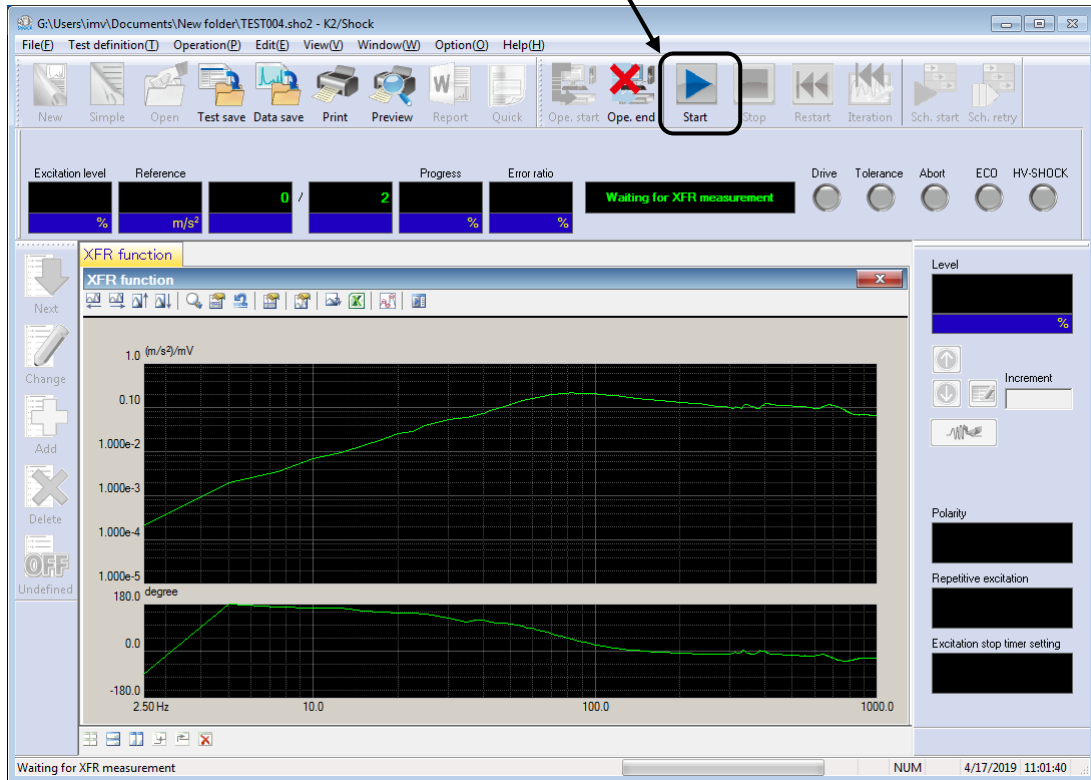 G:\Users\imv\Documents\New folder\TEST004.sho2 - K2/Shock
File(F) Test definition(T) Operation(P) Edit(E) View(V) Window(W) Option(O) Help(H)
New Simple Open Test save Data save Print Preview Report Quick Ope. start Ope. end Start Stop Restart Iteration Sch. start Sch. retry
Excitation level Reference Progress Error ratio Drive Tolerance Abort ECO HV-SHOCK
0 / 2 Waiting for XFR measurement
% m/s² % %
XFR function
XFR function
Next
Change
Add
Delete
OFF
Undefined
1.0 (m/s²)/mV
0.10
1.000e-2
1.000e-3
1.000e-4
1.000e-5
180.0 degree
0.0
-180.0
2.50 Hz 10.0 100.0 1000.0
Level
%
Increment
Polarity
Repetitive excitation
Excitation stop timer setting
Waiting for XFR measurement NUM 4/17/2019 11:01:40